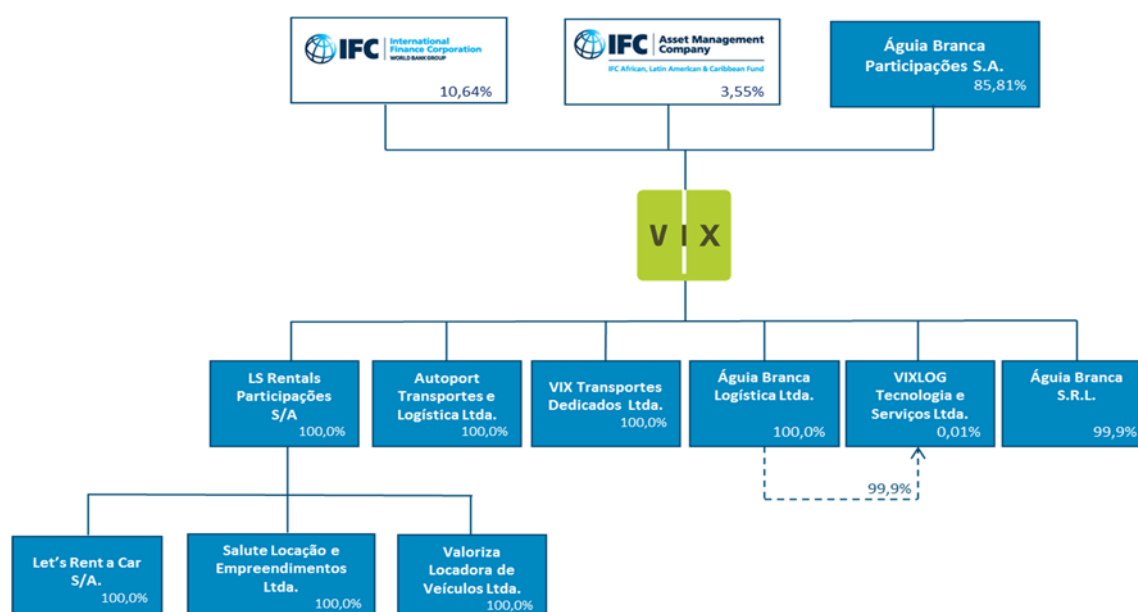 IFC
International
Finance Corporation
WORLD BANK GROUP
10,64%
IFC
Asset Management
Company
IFC African, Latin American & Caribbean Fund
3,55%
Águia Branca
Participações S.A.
85,81%
VIX
LS Rentals
Participações
S/A
100,0%
Autoport
Transportes e
Logística Ltda.
100,0%
VIX Transportes
Dedicados Ltda.
100,0%
Águia Branca
Logística Ltda.
100,0%
VIXLOG
Tecnologia e
Serviços Ltda.
0,01%
Águia Branca
S.R.L.
99,9%
99,9%
Let's Rent a Car
S/A.
100,0%
Salute Locação e
Empreendimentos
Ltda.
100,0%
Valoriza
Locadora de
Veículos Ltda.
100,0%